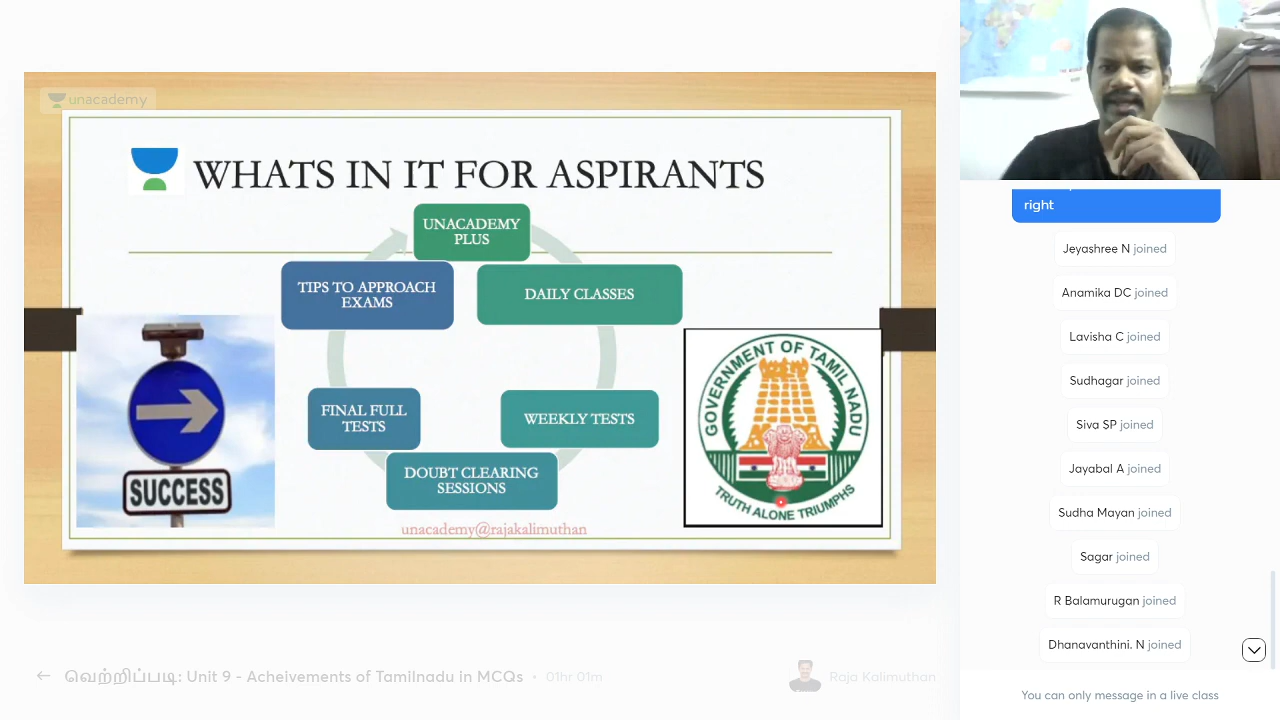 unacademy
WHATS IN IT FOR ASPIRANTS
UNACADEMY
PLUS
TIPS TO APPROACH
EXAMS
DAILY CLASSES
FINAL FULL
TESTS
WEEKLY TESTS
DOUBT CLEARING
SESSIONS
SUCCESS
GOVERNMENT OF TAMIL NADU
TRUTH ALONE TRIUMPHS
unacademy@rajakalimuthan
வெற்றிப்படி: Unit 9 - Acheivements of Tamilnadu in MCQs • 01hr 01m
Raja Kalimuthan
right
Jeyashree N joined
Anamika DC joined
Lavisha C joined
Sudhagar joined
Siva SP joined
Jayabal A joined
Sudha Mayan joined
Sagar joined
R Balamurugan joined
Dhanavanthini. N joined
You can only message in a live class